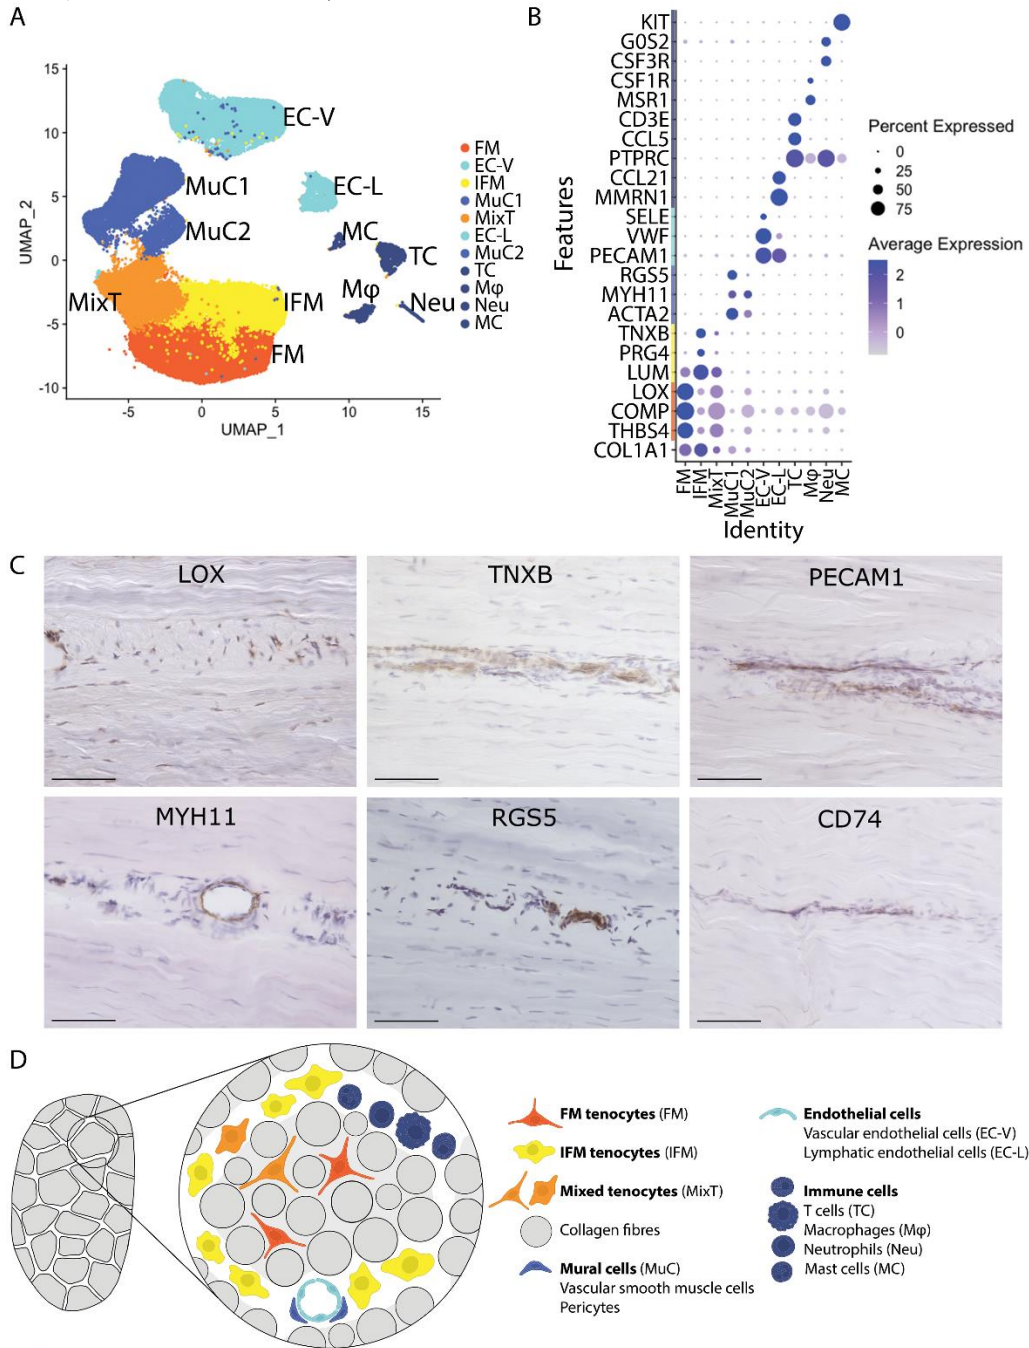 A
15
10
5
0
-5
-10
UMAP_2
-5
0
5
10
15
UMAP_1
EC-V
MuC1
EC-L
MuC2
MC
TC
MixT
IFM
Mφ
Neu
FM
FM
EC-V
IFM
MuC1
MixT
EC-L
MuC2
TC
Mφ
Neu
MC
B
Features
KIT
G0S2
CSF3R
CSF1R
MSR1
CD3E
CCL5
PTPRC
CCL21
MMRN1
SELE
VWF
PECAM1
RGS5
MYH11
ACTA2
TNXB
PRG4
LUM
LOX
COMP
THBS4
COL1A1
FM
IFM
MixT
MuC1
MuC2
EC-V
EC-L
TC
Mφ
Neu
MC
Identity
Percent Expressed
0
25
50
75
Average Expression
2
1
0
C
LOX
TNXB
PECAM1
MYH11
RGS5
CD74
D
FM tenocytes (FM)
IFM tenocytes (IFM)
Mixed tenocytes (MixT)
Collagen fibres
Mural cells (MuC)
Vascular smooth muscle cells
Pericytes
Endothelial cells
Vascular endothelial cells (EC-V)
Lymphatic endothelial cells (EC-L)
Immune cells
T cells (TC)
Macrophages (Mφ)
Neutrophils (Neu)
Mast cells (MC)